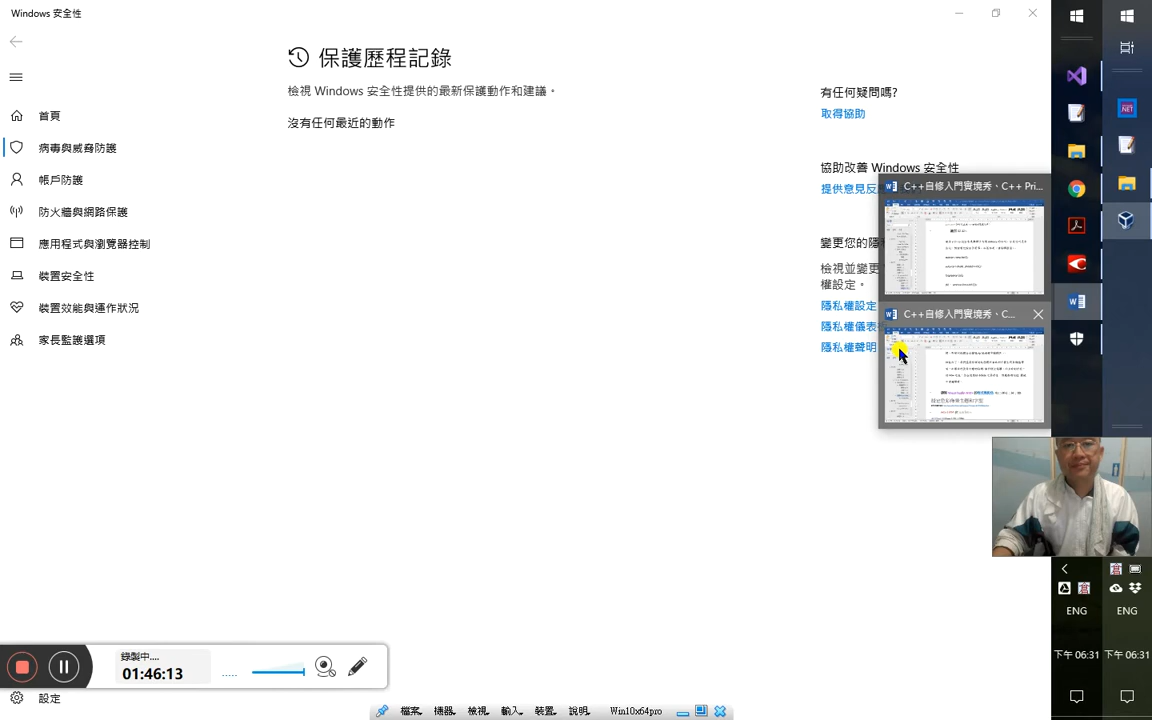 Windows 安全性
保護歷程記錄
檢視 Windows 安全性提供的最新保護動作和建議。
沒有任何最近的動作
首頁
病毒與威脅防護
帳戶防護
防火牆與網路保護
應用程式與瀏覽器控制
裝置安全性
裝置效能與運作狀況
家長監護選項
設定
有任何疑問嗎?
取得協助
協助改善 Windows 安全性
提供意見反
變更您的隱
檢視並變更
權設定。
隱私權設定
隱私權儀表
隱私權聲明
C++自修入門實境秀、C++ Pri...
C++自修入門實境秀、C...
錄製中....
01:46:13
檔案 機器 檢視 輸入 裝置 說明 Win10x64pro
ENG ENG
下午 06:31 下午 06:31